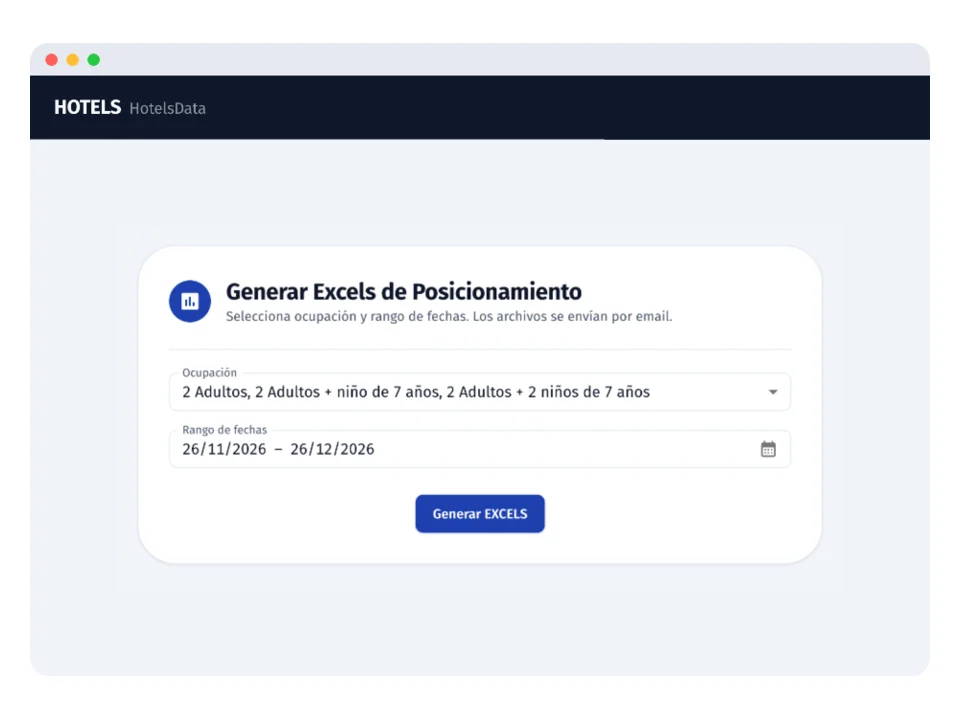 HOTELS HotelsData
Generar Excels de Posicionamiento
Selecciona ocupación y rango de fechas. Los archivos se envían por email.
Ocupación
2 Adultos, 2 Adultos + niño de 7 años, 2 Adultos + 2 niños de 7 años
Rango de fechas
26/11/2026 – 26/12/2026
Generar EXCELS